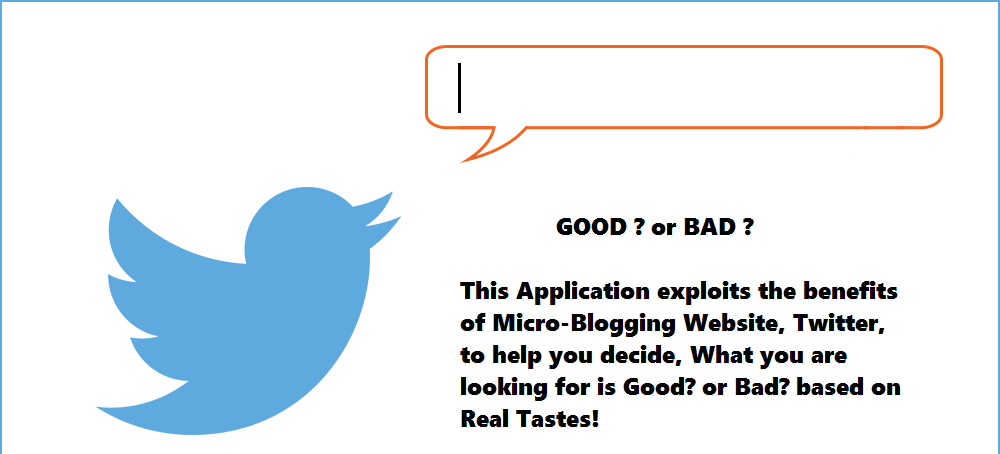 GOOD ? or BAD ?
This Application exploits the benefits
of Micro-Blogging Website, Twitter,
to help you decide, What you are
looking for is Good? or Bad? based on
Real Tastes!